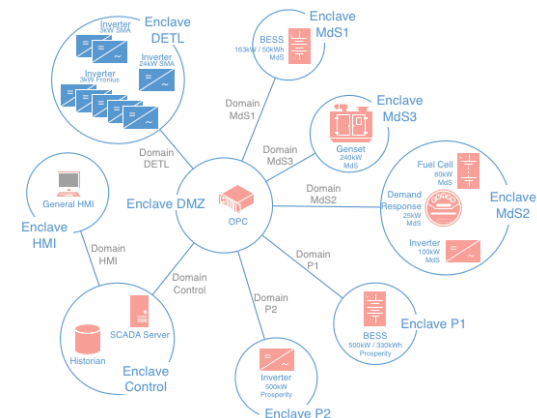 Enclave
DETL
Inverter
3kW SMA
Inverter
24kW SMA
Inverter
3kW Fronius
Enclave
MdS1
BESS
163kW / 50kWh
MdS
Domain
MdS1
Enclave
MdS3
Genset
240kW
MdS
Domain
MdS3
Domain
DETL
Fuel Cell
60kW
MdS
Demand
Response
25kW
MdS
Inverter
100kW
MdS
Enclave
MdS2
Domain
MdS2
Enclave DMZ
OPC
General HMI
Enclave
HMI
Domain
HMI
Domain
Control
Domain
P1
Domain
P2
SCADA Server
Historian
Enclave
Control
BESS
500kW / 330kWh
Prosperity
Enclave P1
Inverter
500kW
Prosperity
Enclave P2